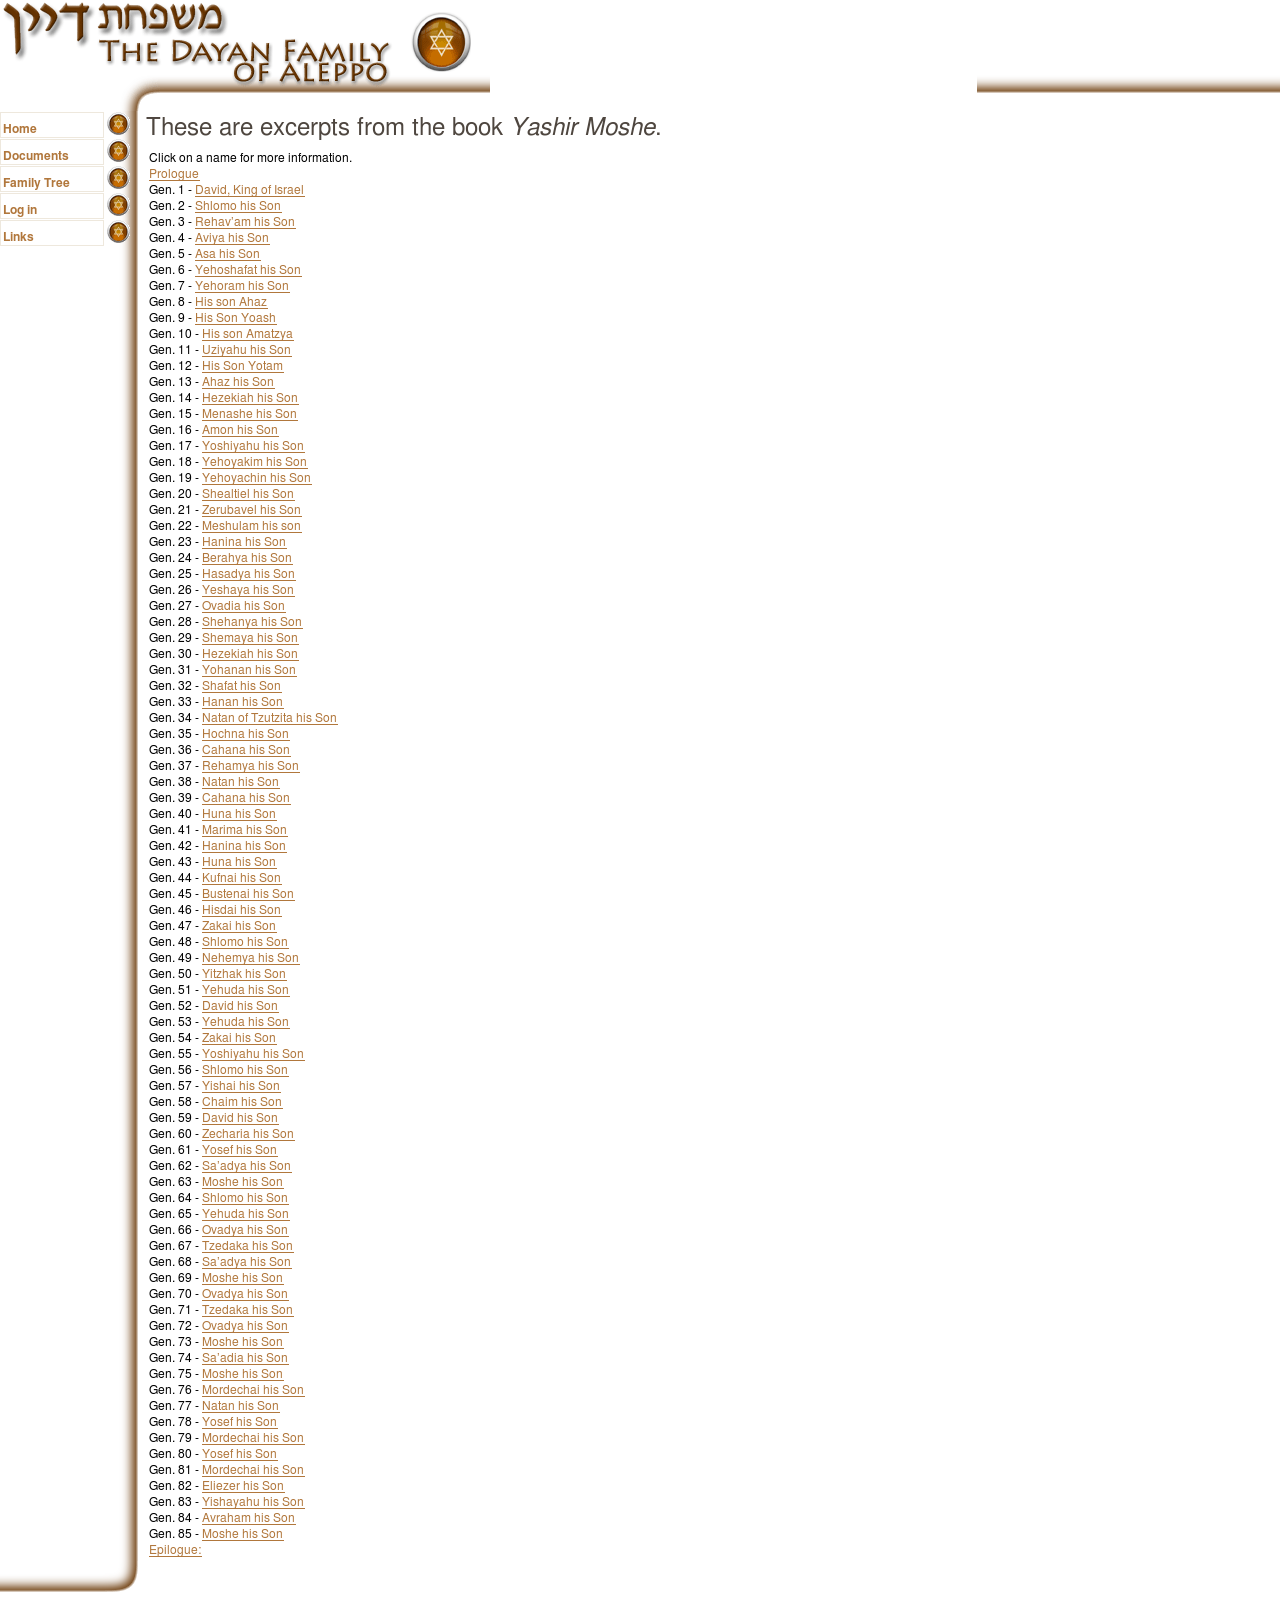 משפחת דיין
THE DAYAN FAMILY
OF ALEPPO
Home
Documents
Family Tree
Log in
Links
These are excerpts from the book Yashir Moshe.
Click on a name for more information.
Prologue
Gen. 1 - David, King of Israel
Gen. 2 - Shlomo his Son
Gen. 3 - Rehav'am his Son
Gen. 4 - Aviya his Son
Gen. 5 - Asa his Son
Gen. 6 - Yehoshafat his Son
Gen. 7 - Yehoram his Son
Gen. 8 - His son Ahaz
Gen. 9 - His Son Yoash
Gen. 10 - His son Amatzya
Gen. 11 - Uziyahu his Son
Gen. 12 - His Son Yotam
Gen. 13 - Ahaz his Son
Gen. 14 - Hezekiah his Son
Gen. 15 - Menashe his Son
Gen. 16 - Amon his Son
Gen. 17 - Yoshiyahu his Son
Gen. 18 - Yehoyakim his Son
Gen. 19 - Yehoyachin his Son
Gen. 20 - Shealtiel his Son
Gen. 21 - Zerubavel his Son
Gen. 22 - Meshulam his son
Gen. 23 - Hanina his Son
Gen. 24 - Berahya his Son
Gen. 25 - Hasadya his Son
Gen. 26 - Yeshaya his Son
Gen. 27 - Ovadia his Son
Gen. 28 - Shehanya his Son
Gen. 29 - Shemaya his Son
Gen. 30 - Hezekiah his Son
Gen. 31 - Yohanan his Son
Gen. 32 - Shafat his Son
Gen. 33 - Hanan his Son
Gen. 34 - Natan of Tzutzita his Son
Gen. 35 - Hochna his Son
Gen. 36 - Cahana his Son
Gen. 37 - Rehamya his Son
Gen. 38 - Natan his Son
Gen. 39 - Cahana his Son
Gen. 40 - Huna his Son
Gen. 41 - Marima his Son
Gen. 42 - Hanina his Son
Gen. 43 - Huna his Son
Gen. 44 - Kufnai his Son
Gen. 45 - Bustenai his Son
Gen. 46 - Hisdai his Son
Gen. 47 - Zakai his Son
Gen. 48 - Shlomo his Son
Gen. 49 - Nehemya his Son
Gen. 50 - Yitzhak his Son
Gen. 51 - Yehuda his Son
Gen. 52 - David his Son
Gen. 53 - Yehuda his Son
Gen. 54 - Zakai his Son
Gen. 55 - Yoshiyahu his Son
Gen. 56 - Shlomo his Son
Gen. 57 - Yishai his Son
Gen. 58 - Chaim his Son
Gen. 59 - David his Son
Gen. 60 - Zecharia his Son
Gen. 61 - Yosef his Son
Gen. 62 - Sa'adya his Son
Gen. 63 - Moshe his Son
Gen. 64 - Shlomo his Son
Gen. 65 - Yehuda his Son
Gen. 66 - Ovadya his Son
Gen. 67 - Tzedaka his Son
Gen. 68 - Sa'adya his Son
Gen. 69 - Moshe his Son
Gen. 70 - Ovadya his Son
Gen. 71 - Tzedaka his Son
Gen. 72 - Ovadya his Son
Gen. 73 - Moshe his Son
Gen. 74 - Sa'adia his Son
Gen. 75 - Moshe his Son
Gen. 76 - Mordechai his Son
Gen. 77 - Natan his Son
Gen. 78 - Yosef his Son
Gen. 79 - Mordechai his Son
Gen. 80 - Yosef his Son
Gen. 81 - Mordechai his Son
Gen. 82 - Eliezer his Son
Gen. 83 - Yishayahu his Son
Gen. 84 - Avraham his Son
Gen. 85 - Moshe his Son
Epilogue: